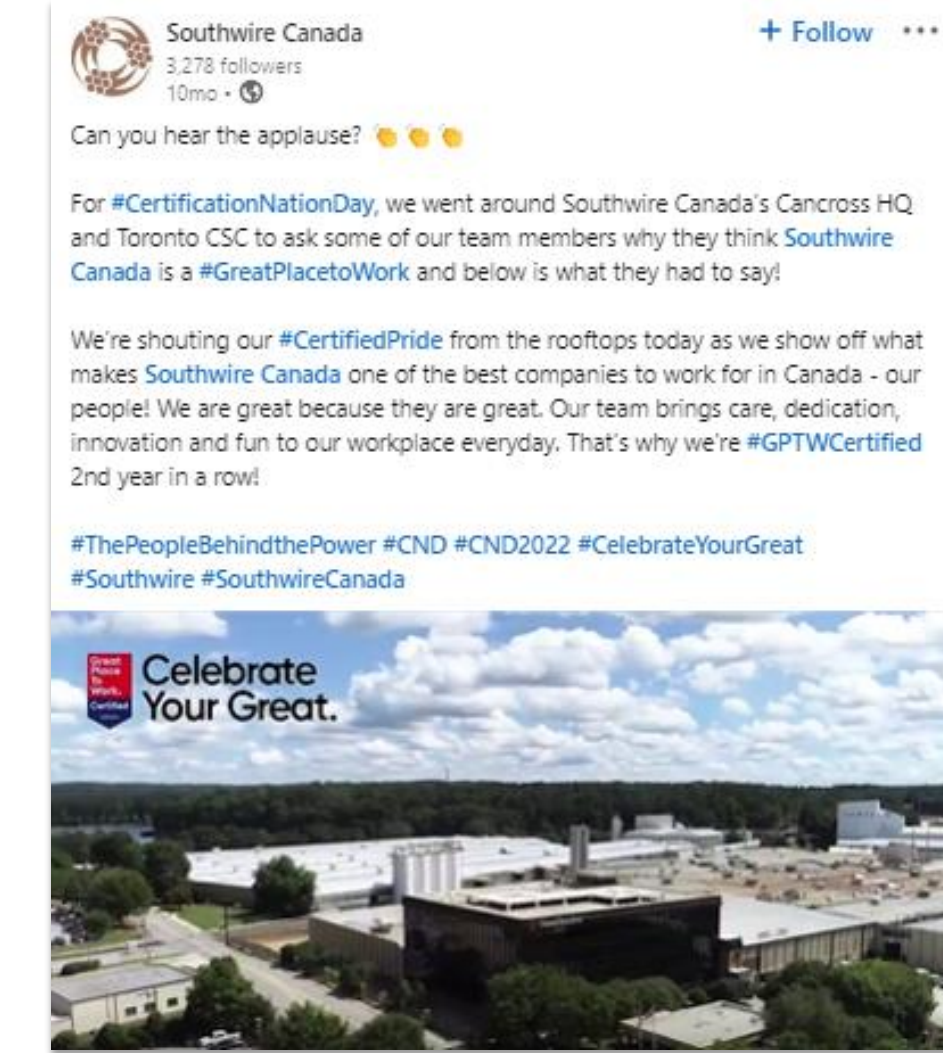 Southwire Canada
+ Follow
3,278 followers
10mo •
Can you hear the applause? 👏 👏 👏
For #CertificationNationDay, we went around Southwire Canada's Cancross HQ
and Toronto CSC to ask some of our team members why they think Southwire
Canada is a #GreatPlacetoWork and below is what they had to say!
We're shouting our #CertifiedPride from the rooftops today as we show off what
makes Southwire Canada one of the best companies to work for in Canada - our
people! We are great because they are great. Our team brings care, dedication,
innovation and fun to our workplace everyday. That's why we're #GPTWCertified
2nd year in a row!
#ThePeopleBehindthePower #CND #CND2022 #CelebrateYourGreat
#Southwire #SouthwireCanada
Great
Place
To
Work.
Certified
Celebrate
Your Great.